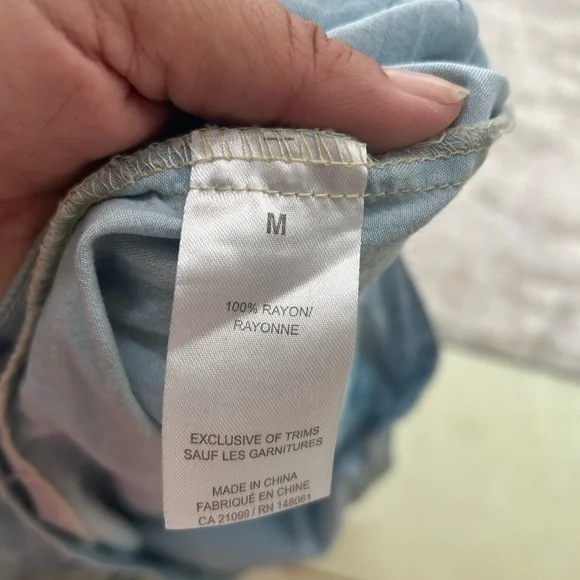 M
100% RAYON/
RAYONNE
EXCLUSIVE OF TRIMS
SAUF LES GARNITURES
MADE IN CHINA
FABRIQUÉ EN CHINE
CA 21099 / RN 148061